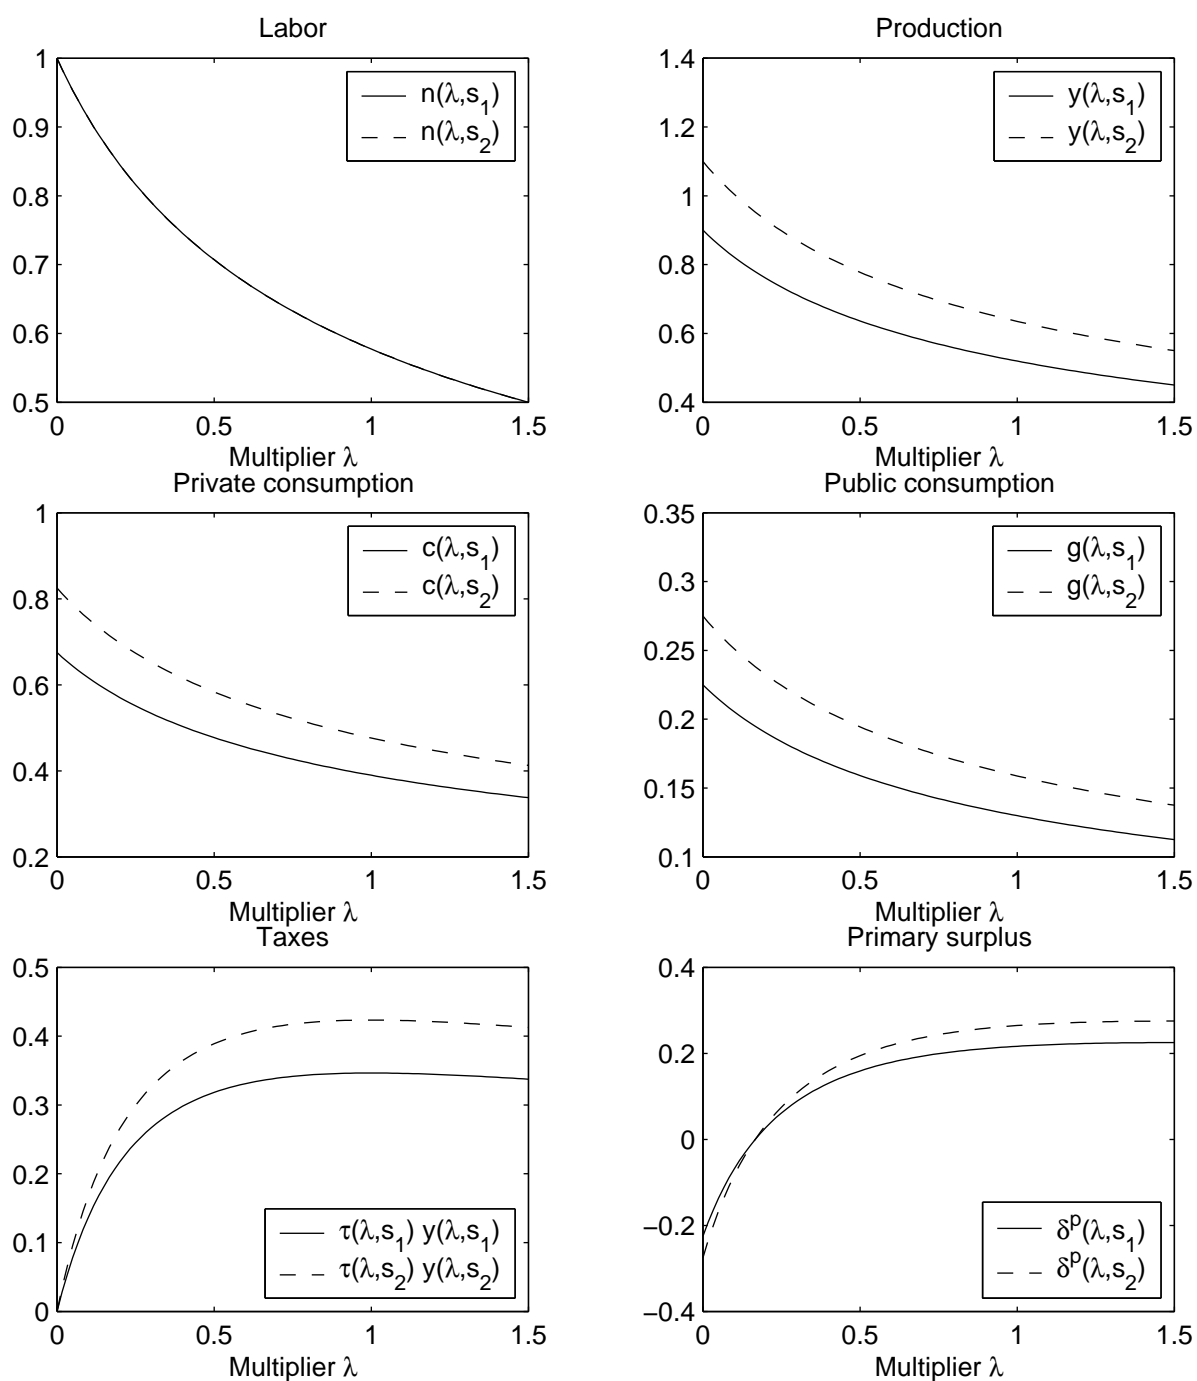 Labor
1
0.9
0.8
0.7
0.6
0.5
0
0.5
1
1.5
n(λ,s1)
n(λ,s2)
Multiplier λ
Production
1.4
1.2
1
0.8
0.6
0.4
0
0.5
1
1.5
y(λ,s1)
y(λ,s2)
Multiplier λ
Private consumption
1
0.8
0.6
0.4
0.2
0
0.5
1
1.5
c(λ,s1)
c(λ,s2)
Multiplier λ
Public consumption
0.35
0.3
0.25
0.2
0.15
0.1
0
0.5
1
1.5
g(λ,s1)
g(λ,s2)
Multiplier λ
Taxes
0.5
0.4
0.3
0.2
0.1
0
0
0.5
1
1.5
τ(λ,s1) y(λ,s1)
τ(λ,s2) y(λ,s2)
Multiplier λ
Primary surplus
0.4
0.2
0
−0.2
−0.4
0
0.5
1
1.5
δp(λ,s1)
δp(λ,s2)
Multiplier λ